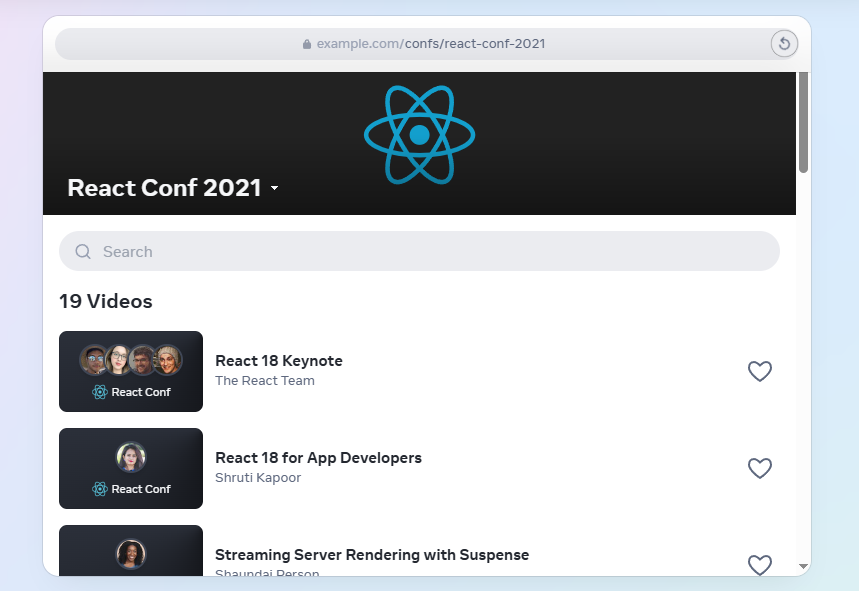 example.com/confs/react-conf-2021
React Conf 2021
Search
19 Videos
React 18 Keynote
The React Team
React Conf
React 18 for App Developers
Shruti Kapoor
React Conf
Streaming Server Rendering with Suspense
Shaundai Person